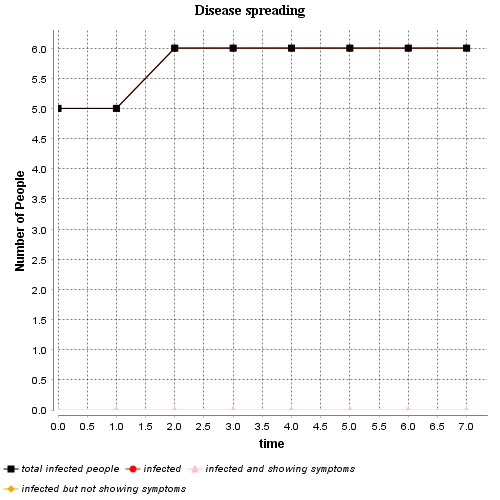 Disease spreading
Number of People
6.0
5.5
5.0
4.5
4.0
3.5
3.0
2.5
2.0
1.5
1.0
0.5
0.0
0.0 0.5 1.0 1.5 2.0 2.5 3.0 3.5 4.0 4.5 5.0 5.5 6.0 6.5 7.0
time
total infected people infected infected and showing symptoms
infected but not showing symptoms